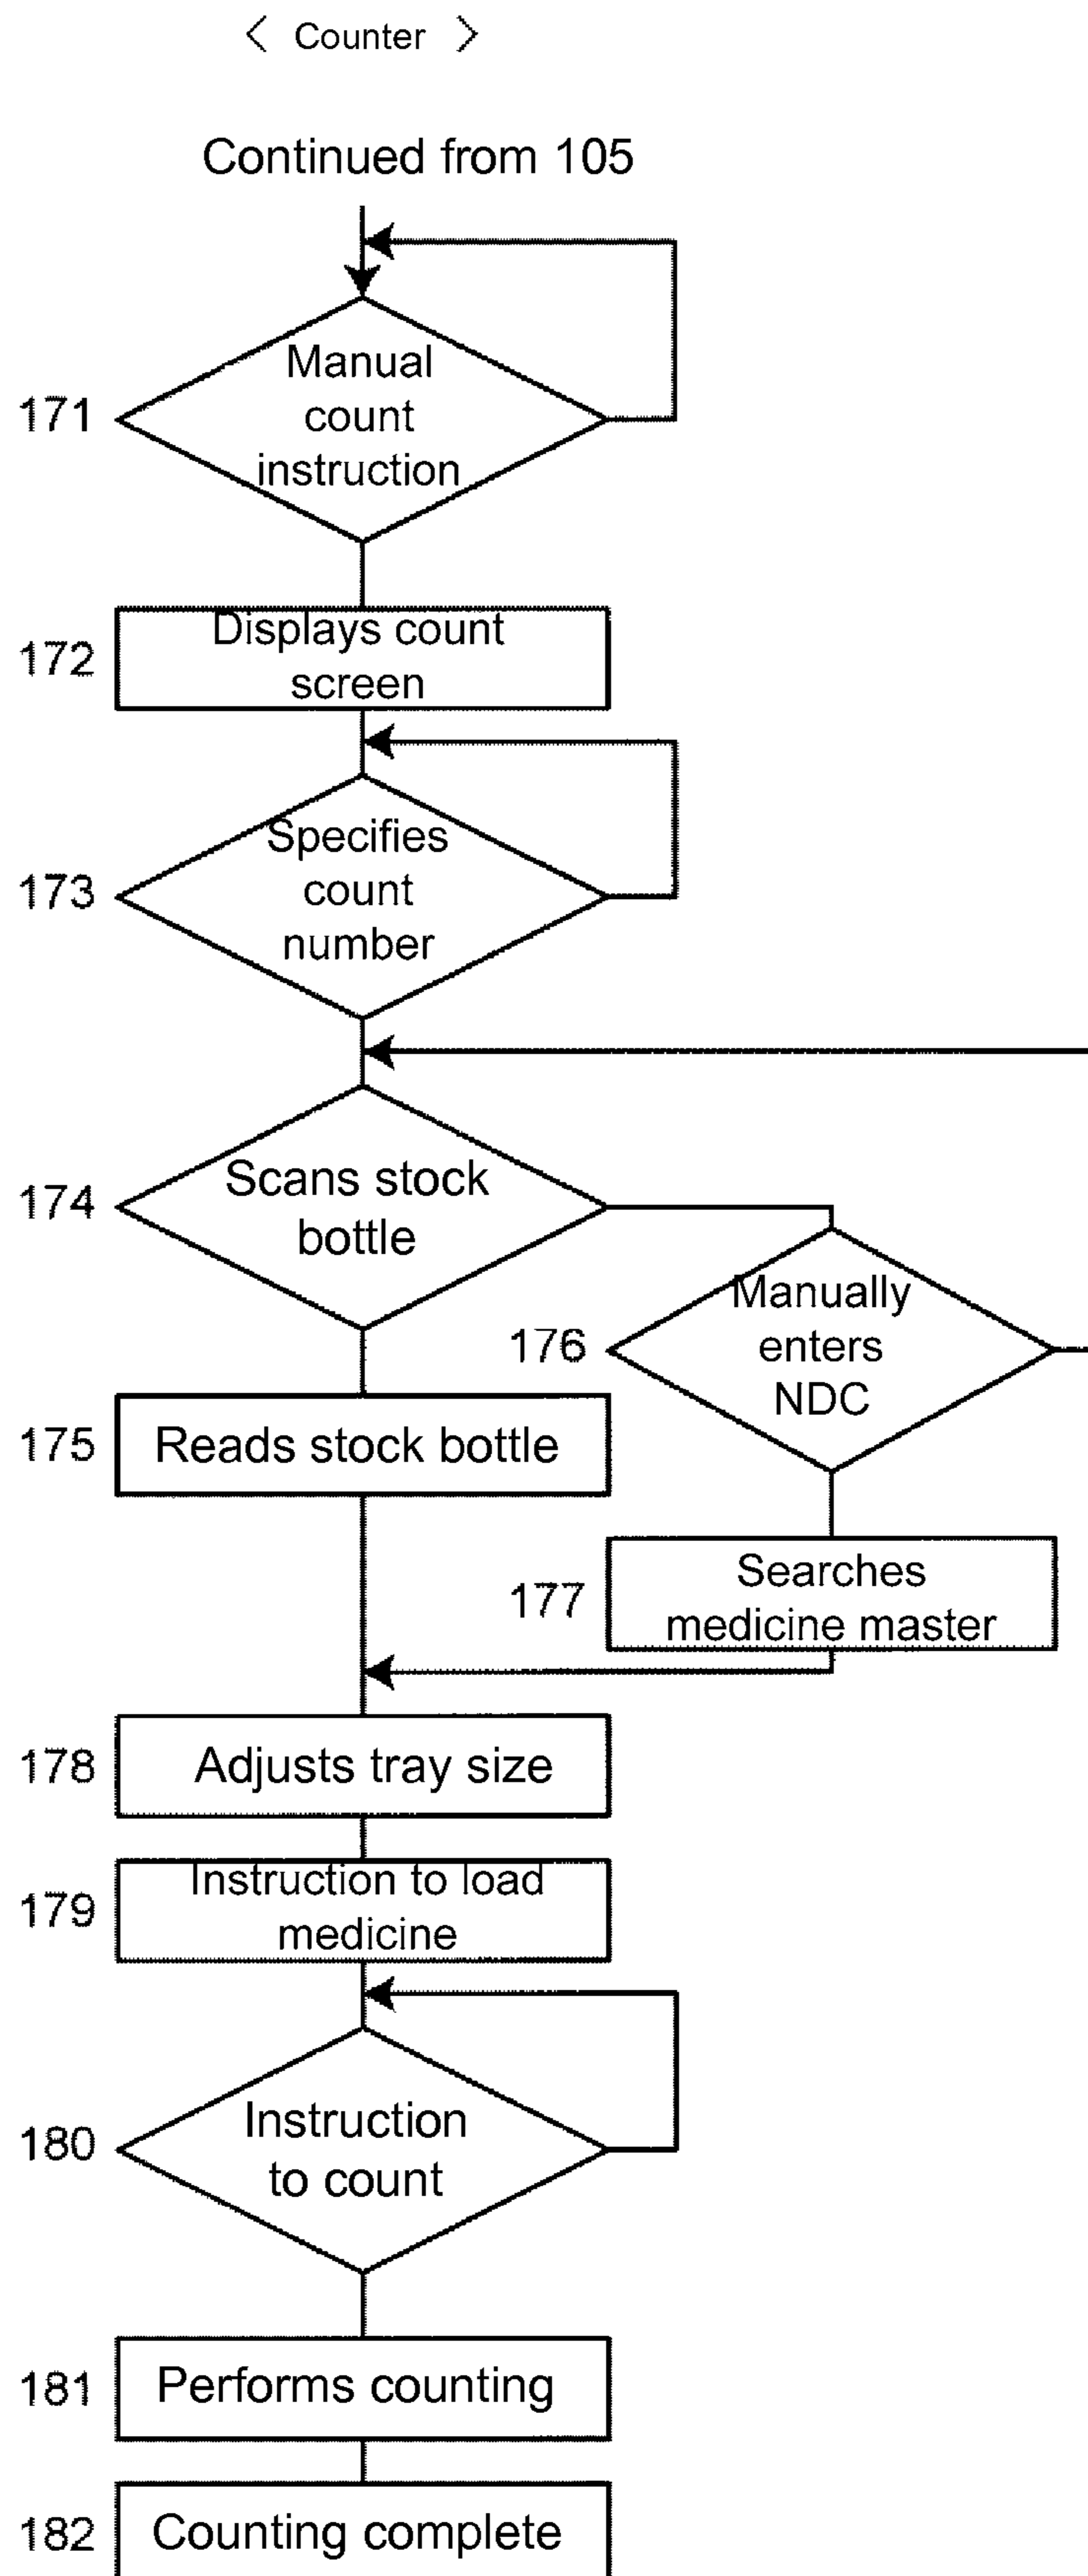 < Counter >
Continued from 105
Manual
count
instruction
171
Displays count
screen
172
Specifies
count
number
173
Scans stock
bottle
174
Manually
enters
NDC
176
175
Reads stock bottle
Searches
medicine master
177
178
Adjusts tray size
Instruction to load
medicine
179
Instruction
to count
180
181
Performs counting
182
Counting complete